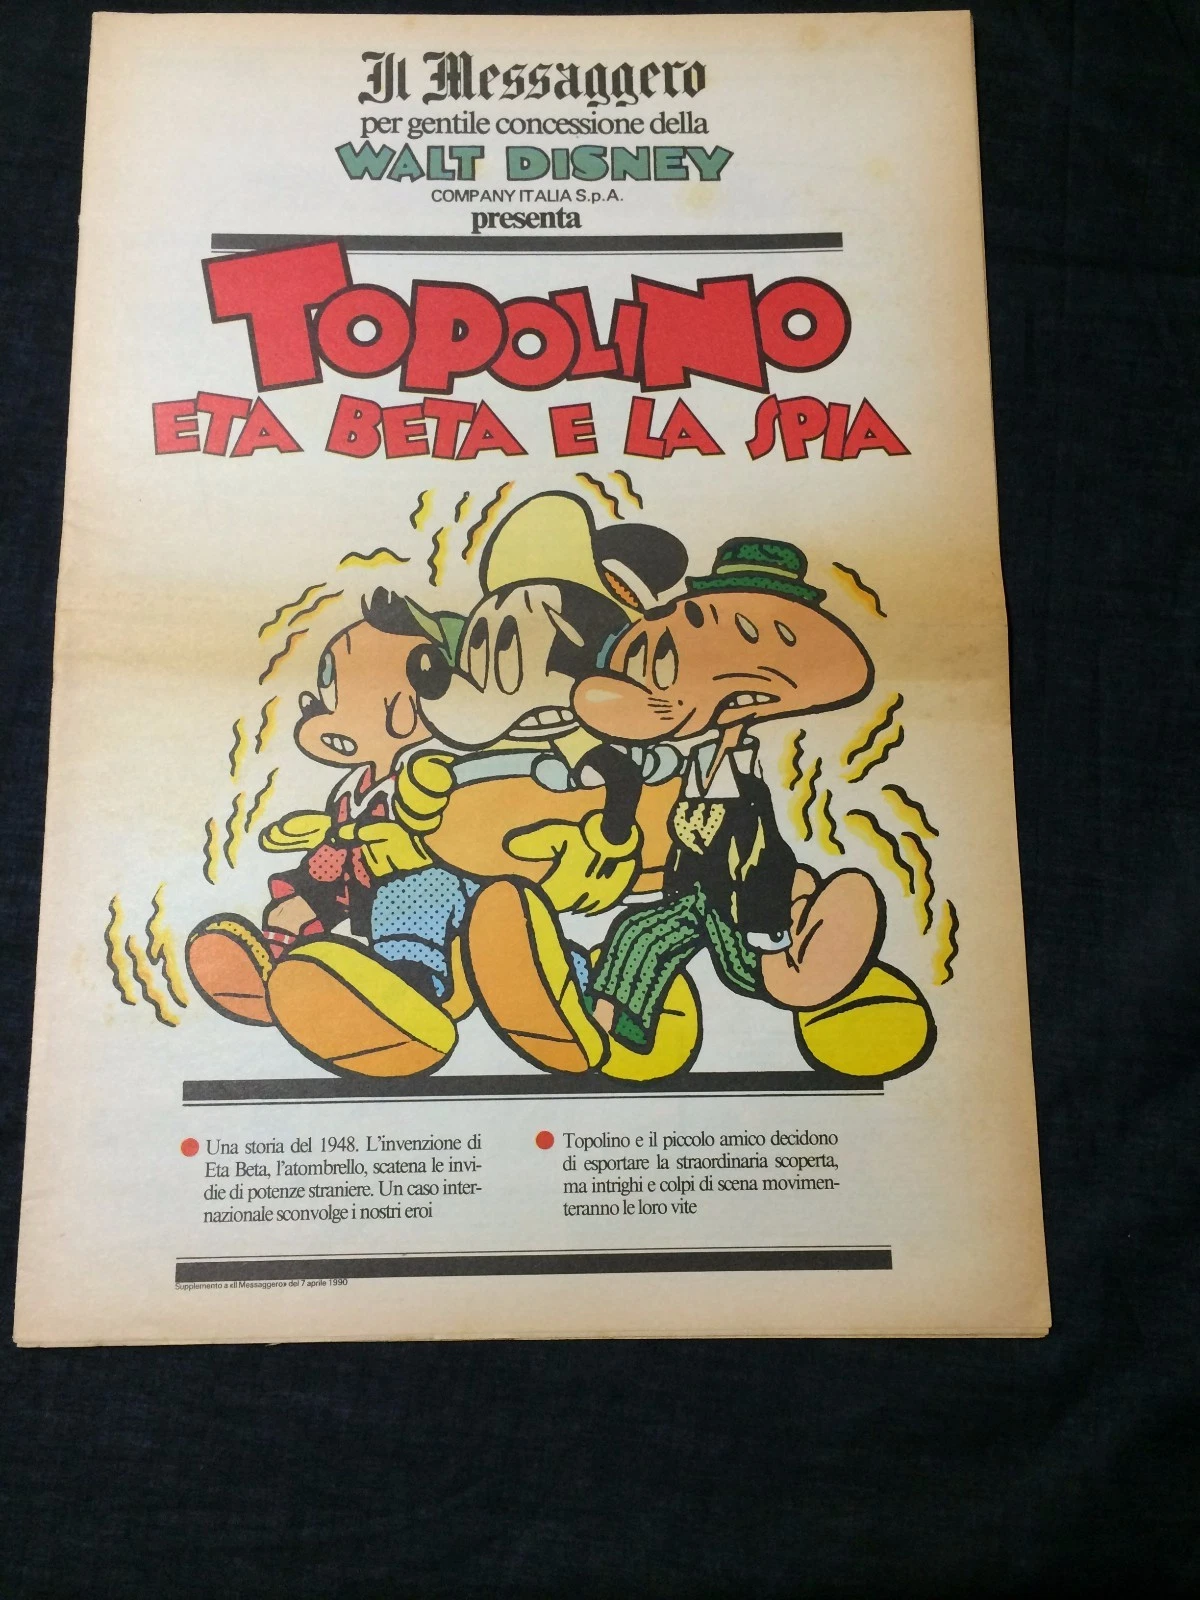 Il Messaggero
per gentile concessione della
WALT DISNEY
COMPANY ITALIA S.p.A.
presenta
TOPOLINO
ETA BETA E LA SPIA
Una storia del 1948. L'invenzione di
Eta Beta, l'atombrello, scatena le invi-
die di potenze straniere. Un caso inter-
nazionale sconvolge i nostri eroi
Topolino e il piccolo amico decidono
di esportare la straordinaria scoperta,
ma intrighi e colpi di scena movimen-
teranno le loro vite
Supplemento a «Il Messaggero» del 7 aprile 1990